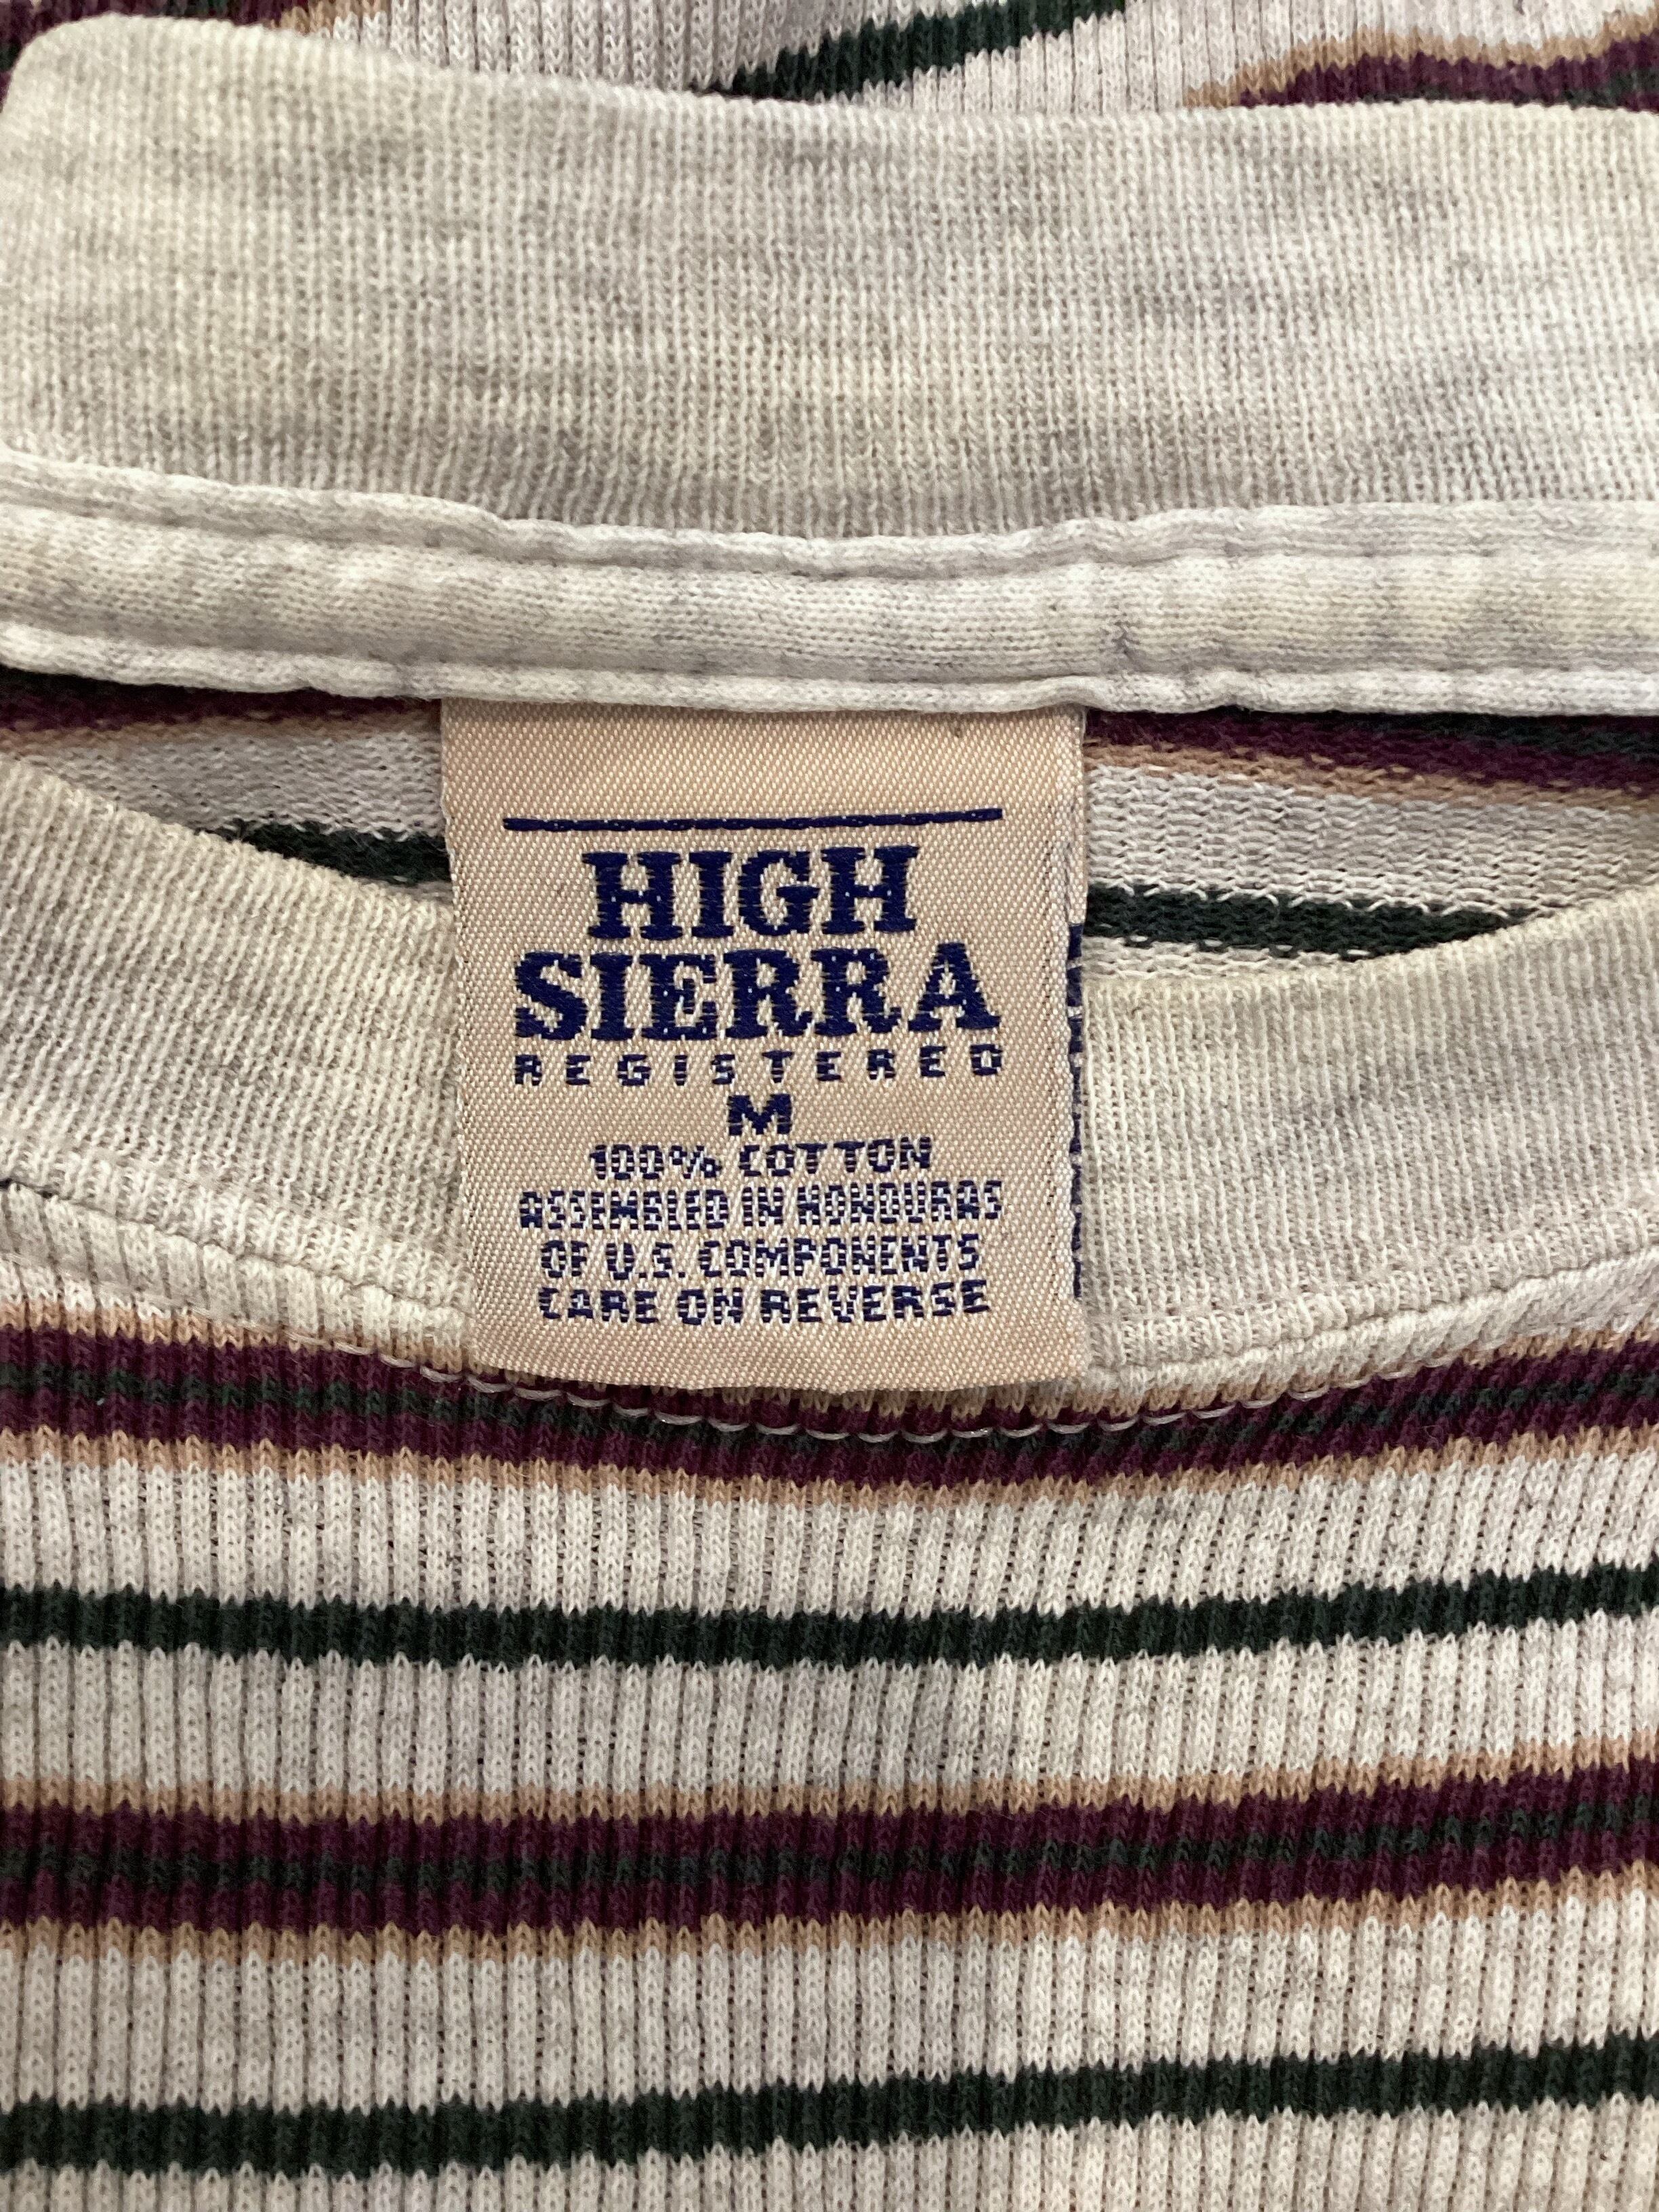 HIGH
SIERRA
REGISTERED
M
100% COTTON
ASSEMBLED IN HONDURAS
OF U.S. COMPONENTS
CARE ON REVERSE